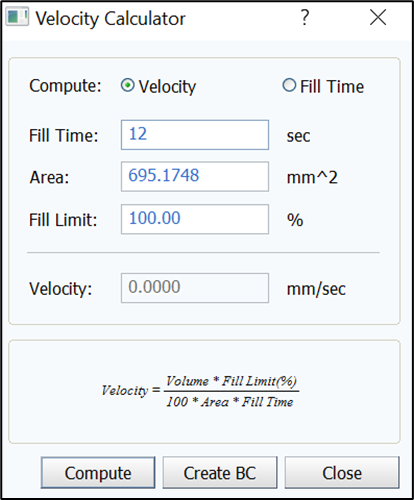 Velocity Calculator ?
Compute: Velocity Fill Time
Fill Time: 12 sec
Area: 695.1748 mm^2
Fill Limit: 100.00 %
Velocity: 0.0000 mm/sec
Velocity = Volume * Fill Limit(%)
100 * Area * Fill Time
Compute Create BC Close